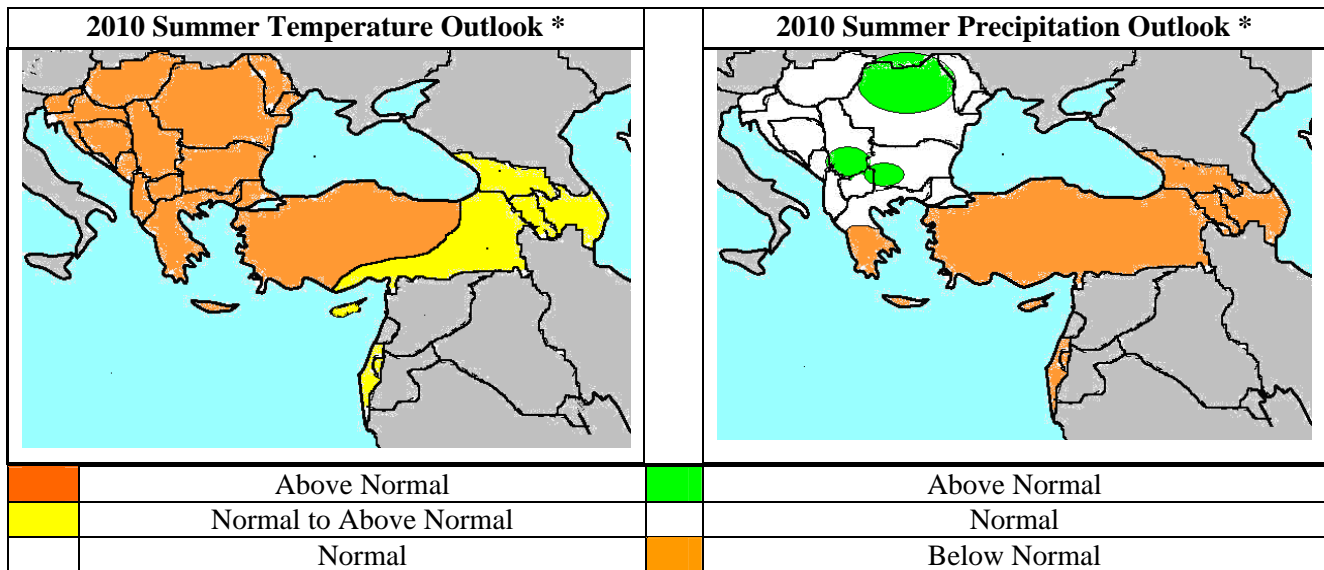 2010 Summer Temperature Outlook *
2010 Summer Precipitation Outlook *
Above Normal
Above Normal
Normal to Above Normal
Normal
Normal
Below Normal